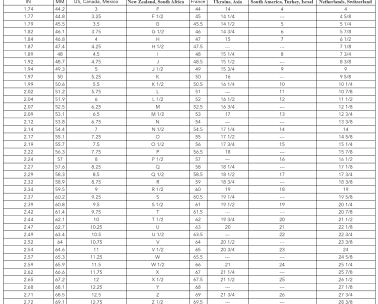 IN MM US, Canada, Mexico New Zealand, South Africa France Ukraine, Asia South America, Turkey, Israel Netherlands, Switzerland
1.74 44.2 3 F 44 14 4 4
1.77 44.8 3.25 F 1/2 45 14 1/4 --- 4 5/8
1.79 45.5 3.5 G 45.5 14 1/2 5 5 1/4
1.82 46.1 3.75 G 1/2 46 14 3/4 6 5 7/8
1.84 46.8 4 H 47 15 7 6 1/2
1.87 47.4 4.25 H 1/2 47.5 --- --- 7 1/8
1.89 48 4.5 I 48 15 1/4 8 7 3/4
1.92 48.7 4.75 J 48.5 15 1/2 --- 8 3/8
1.94 49.3 5 J 1/2 49 15 3/4 9 9
1.97 50 5.25 K 50 16 --- 9 5/8
1.99 50.6 5.5 K 1/2 50.5 16 1/4 10 10 1/4
2.02 51.2 5.75 L 51 --- 11 10 7/8
2.04 51.9 6 L 1/2 52 16 1/2 12 11 1/2
2.07 52.5 6.25 M 52.5 16 3/4 --- 12 1/8
2.09 53.1 6.5 M 1/2 53 17 13 12 3/4
2.12 53.8 6.75 N 54 --- --- 13 3/8
2.14 54.4 7 N 1/2 54.5 17 1/4 14 14
2.17 55.1 7.25 O 55 17 1/2 --- 14 5/8
2.19 55.7 7.5 O 1/2 56 17 3/4 15 15 1/4
2.22 56.3 7.75 P 56.5 18 --- 15 7/8
2.24 57 8 P 1/2 57 --- 16 16 1/2
2.27 57.6 8.25 Q 58 18 1/4 --- 17 1/8
2.29 58.3 8.5 Q 1/2 58.5 18 1/2 17 17 3/4
2.32 58.9 8.75 R 59 18 3/4 --- 18 3/8
2.34 59.5 9 R 1/2 60 19 18 19
2.37 60.2 9.25 S 60.5 19 1/4 --- 19 5/8
2.39 60.8 9.5 S 1/2 61 19 1/2 19 20 1/4
2.42 61.4 9.75 T 61.5 --- --- 20 7/8
2.44 62.1 10 T 1/2 62 19 3/4 20 21 1/2
2.47 62.7 10.25 U 63 20 21 22 1/8
2.49 63.4 10.5 U 1/2 63.5 --- 22 22 3/4
2.52 64 10.75 V 64 20 1/2 23 3/8
2.54 64.6 11 V 1/2 65 20 3/4 23 24
2.57 65.3 11.25 W 65.5 --- --- 24 5/8
2.59 65.9 11.5 W 1/2 66 21 24 25 1/4
2.62 66.6 11.75 X 67 21 1/4 --- 25 7/8
2.65 67.2 12 X 1/2 67.5 21 1/2 25 26 1/2
2.68 68.1 12.25 Y 68 --- --- 27 1/8
2.71 68.5 12.5 Z 69 21 3/4 26 27 3/4
2.72 69.1 12.75 Z 1/2 69.5 --- --- 28 3/8